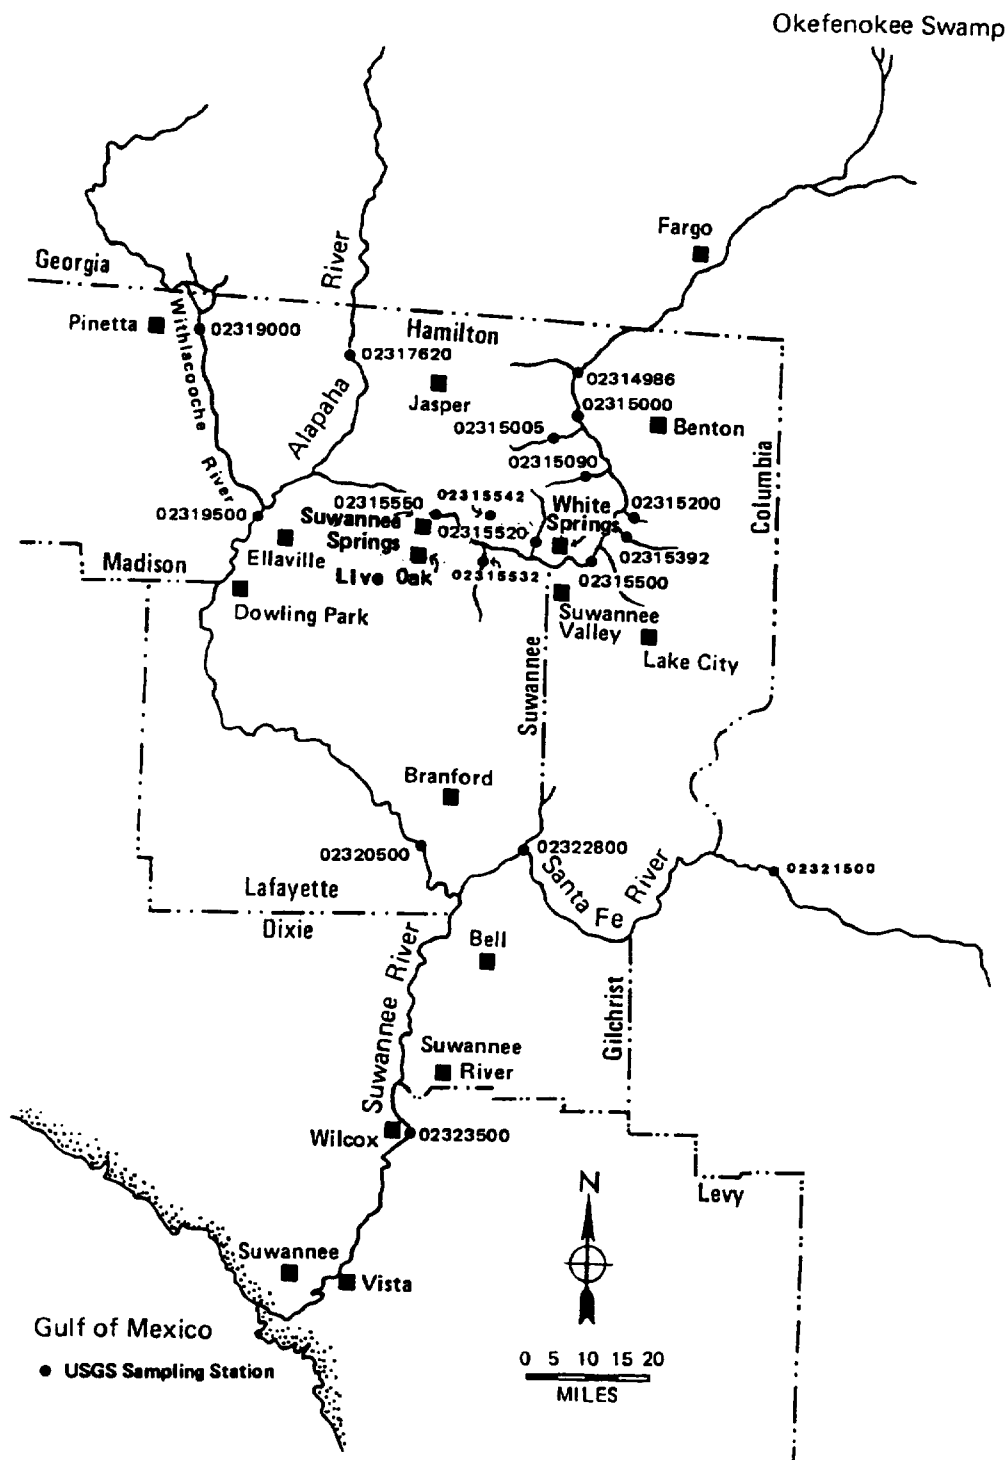 Okefenokee Swamp
Fargo
Georgia
River
Pinetta
Withlacooche
River
02319000
Hamilton
02317620
Jasper
Alapaha
02314986
02315000
Benton
02315005
02315090
Columbia
02315550
02315542
White
Springs
02315200
02319500
Suwannee
Springs
02315520
02315392
Ellaville
Live Oak
02315532
02315500
Madison
Dowling Park
Suwannee
Valley
Lake City
Suwannee
Branford
02320500
02322800
Santa Fe River
02321500
Lafayette
Dixie
Bell
Suwannee River
Gilchrist
Suwannee
River
Wilcox
02323500
N
Levy
Suwannee
Vista
Gulf of Mexico
USGS Sampling Station
0 5 10 15 20
MILES